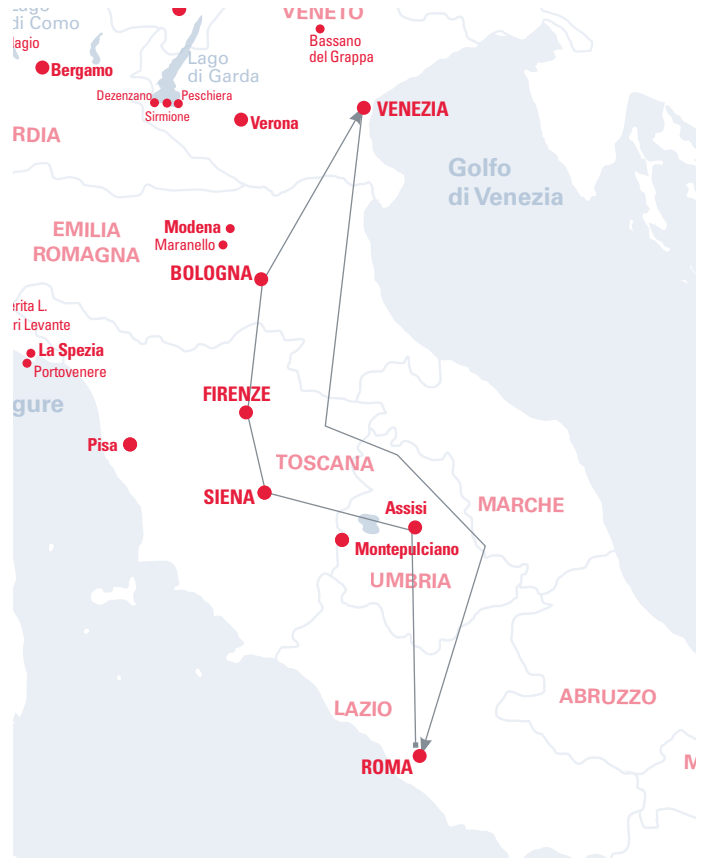 Lago
di Como
lagio
Bergamo
VENETO
Bassano
del Grappa
Lago
di Garda
Dezenzano
Peschiera
Sirmione
Verona
VENEZIA
RDIA
Golfo
di Venezia
EMILIA
ROMAGNA
Modena
Maranello
BOLOGNA
erita L.
ri Levante
La Spezia
Portovenere
gure
FIRENZE
Pisa
TOSCANA
SIENA
Assisi
MARCHE
Montepulciano
UMBRIA
LAZIO
ABRUZZO
ROMA
M